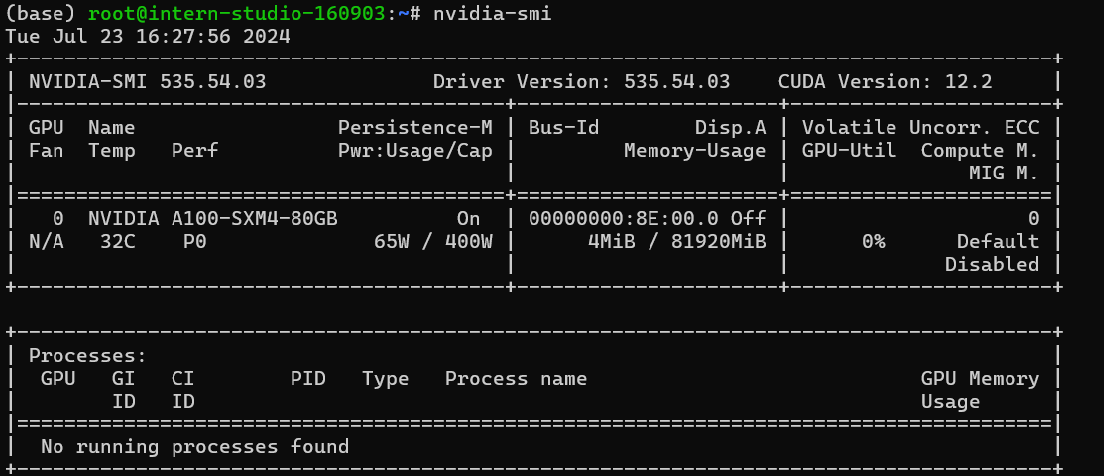 (base) root@intern-studio-160903:~# nvidia-smi
Tue Jul 23 16:27:56 2024
+---------------------------------------------------------------------------------------+
| NVIDIA-SMI 535.54.03              Driver Version: 535.54.03    CUDA Version: 12.2     |
|-----------------------------------------+----------------------+----------------------+
| GPU  Name                 Persistence-M | Bus-Id        Disp.A | Volatile Uncorr. ECC |
| Fan  Temp   Perf          Pwr:Usage/Cap |         Memory-Usage | GPU-Util  Compute M. |
|                                         |                      |               MIG M. |
|=========================================+======================+======================|
|   0  NVIDIA A100-SXM4-80GB          On  | 00000000:8E:00.0 Off |                    0 |
| N/A   32C    P0              65W / 400W |      4MiB / 81920MiB |      0%      Default |
|                                         |                      |             Disabled |
+-----------------------------------------+----------------------+----------------------+
+---------------------------------------------------------------------------------------+
| Processes:                                                                            |
|  GPU   GI   CI        PID   Type   Process name                            GPU Memory |
|        ID   ID                                                             Usage      |
|=======================================================================================|
|  No running processes found                                                           |
+---------------------------------------------------------------------------------------+